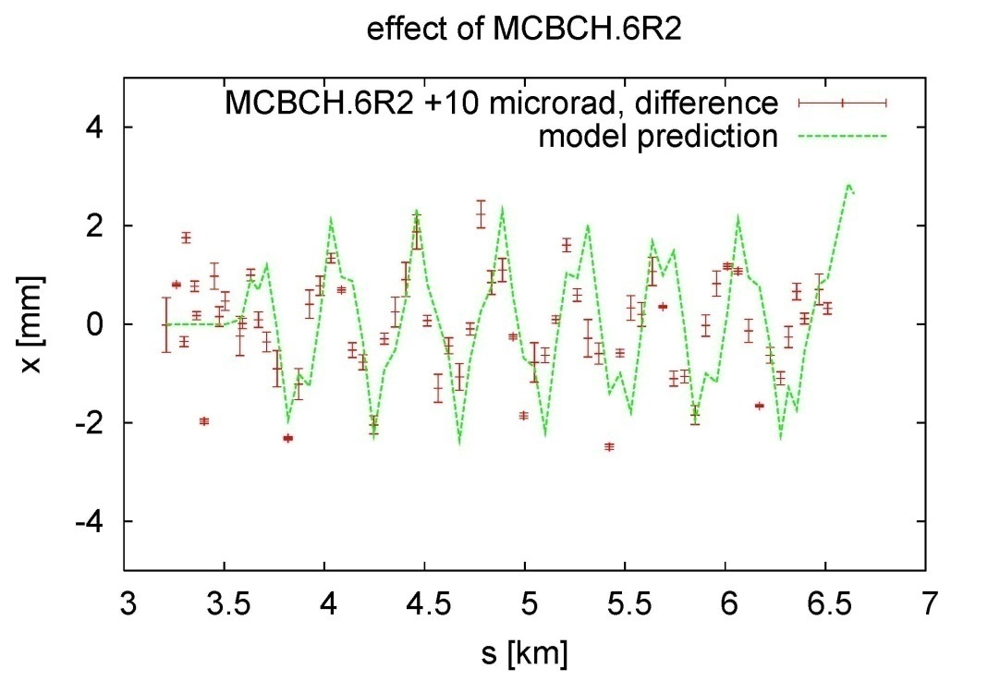 effect of MCBCH.6R2
MCBCH.6R2 +10 microrad, difference
model prediction
4
2
0
-2
-4
x [mm]
3 3.5 4 4.5 5 5.5 6 6.5 7
s [km]